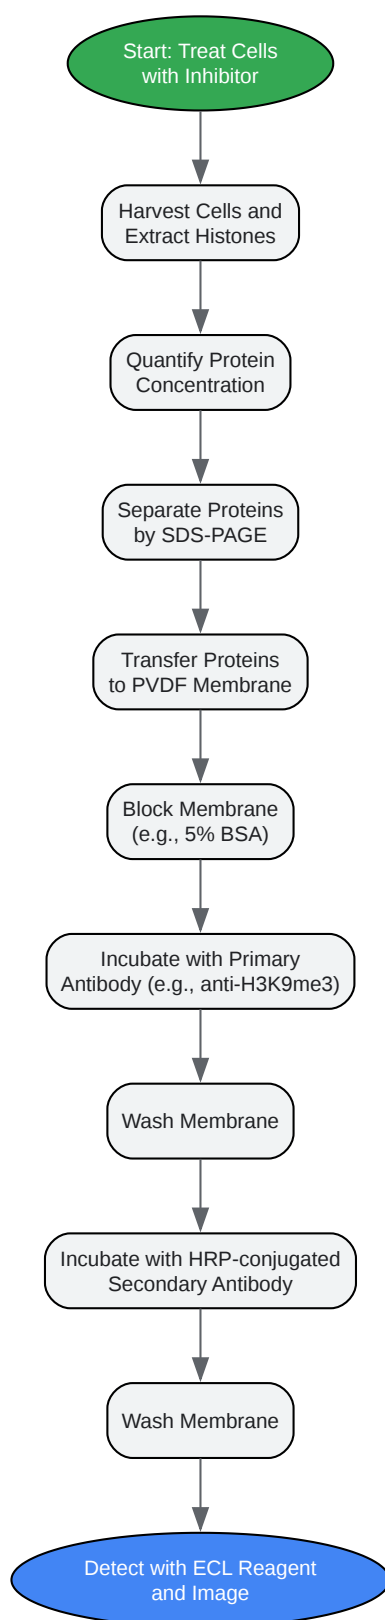 Start: Treat Cells
with Inhibitor
Harvest Cells and
Extract Histones
Quantify Protein
Concentration
Separate Proteins
by SDS-PAGE
Transfer Proteins
to PVDF Membrane
Block Membrane
(e.g., 5% BSA)
Incubate with Primary
Antibody (e.g., anti-H3K9me3)
Wash Membrane
Incubate with HRP-conjugated
Secondary Antibody
Wash Membrane
Detect with ECL Reagent
and Image